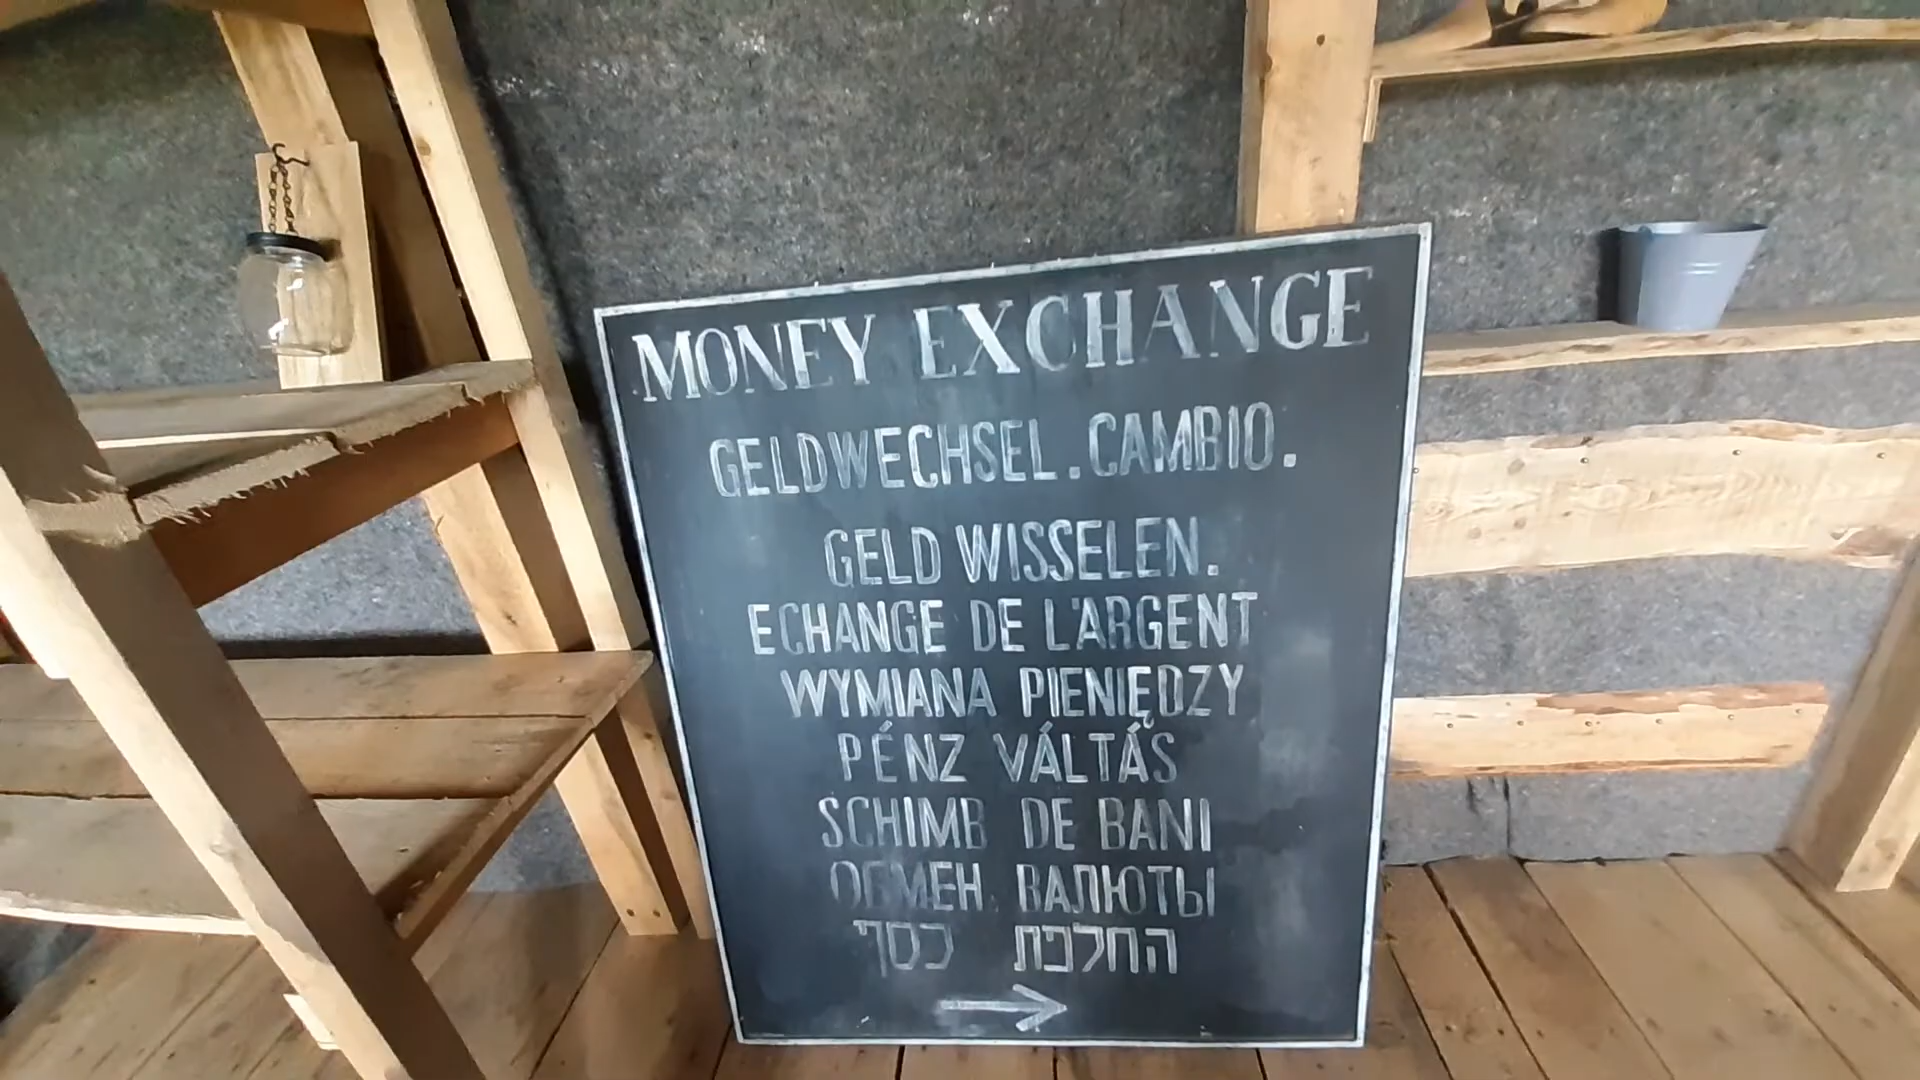 MONEY EXCHANGE
GELDWECHSEL. CAMBIO.
GELD WISSELEN.
ECHANGE DE L'ARGENT
WYMIANA PIENIĘDZY
PÉNZ VÁLTÁS
SCHIMB DE BANI
ОБМЕН ВАЛЮТЫ
החלפת כסף